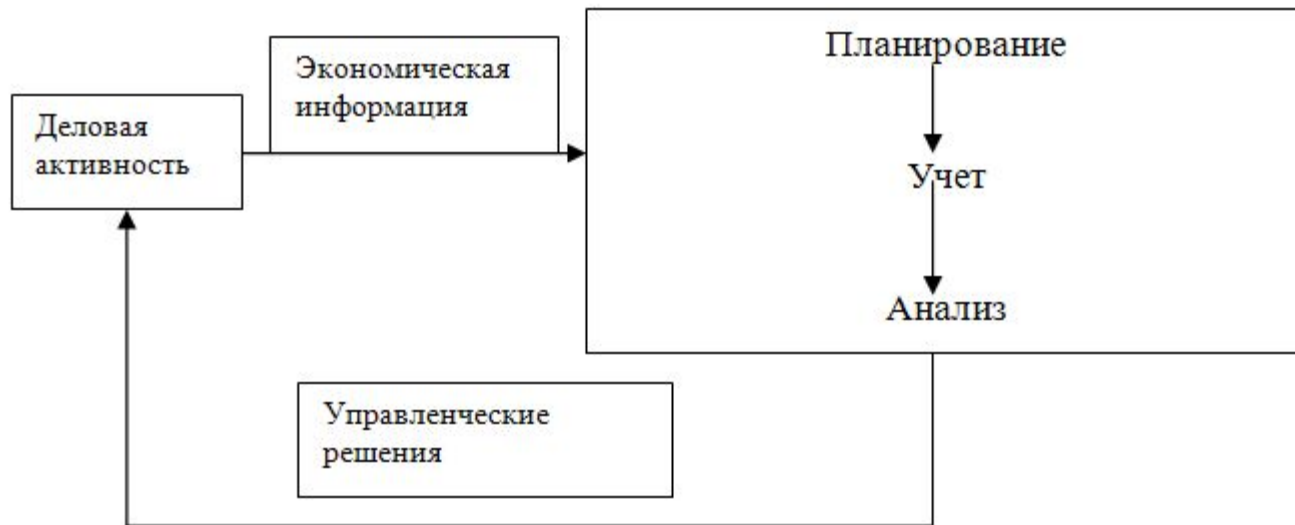 Планирование
Экономическая
информация
Деловая
активность
Учет
Анализ
Управленческие
решения